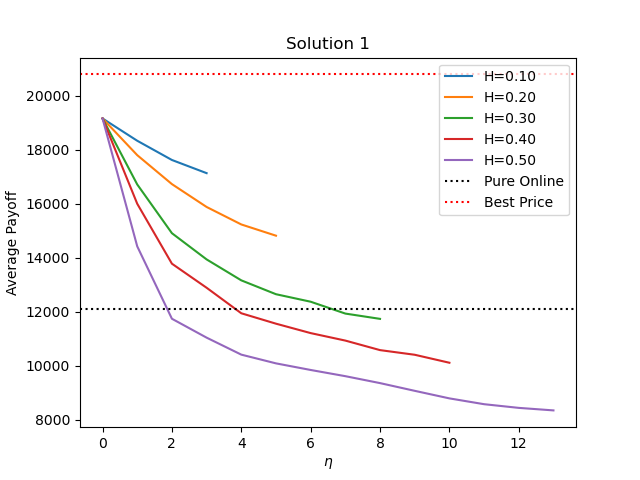 Solution 1
Average Payoff
20000
18000
16000
14000
12000
10000
8000
0 2 4 6 8 10 12
η
H=0.10
H=0.20
H=0.30
H=0.40
H=0.50
Pure Online
Best Price